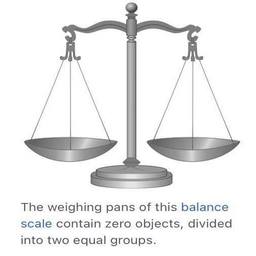 The weighing pans of this balance
scale contain zero objects, divided
into two equal groups.